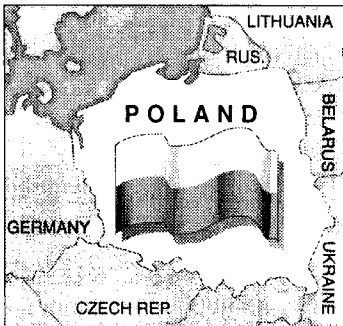 LITHUANIA
RUS.
POLAND
BELARUS
GERMANY
UKRAINE
CZECH REP.